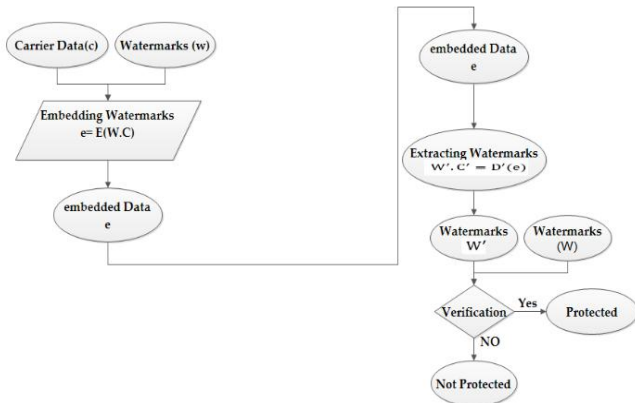 Carrier Data(c)
Watermarks (w)
Embedding Watermarks
e= E(W.C)
embedded Data
e
embedded Data
e
Extracting Watermarks
W'. C' = D'(e)
Watermarks
W'
Watermarks
(W)
Verification
Yes
Protected
NO
Not Protected